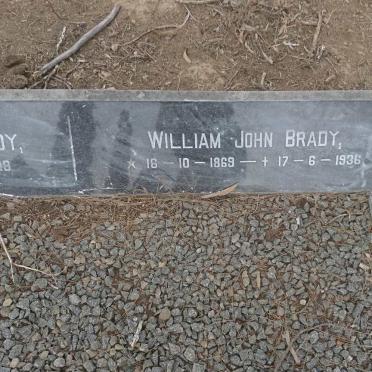 WILLIAM JOHN BRADY,
✶ 16 – 10 – 1869 — ✝ 17 – 6 – 1936